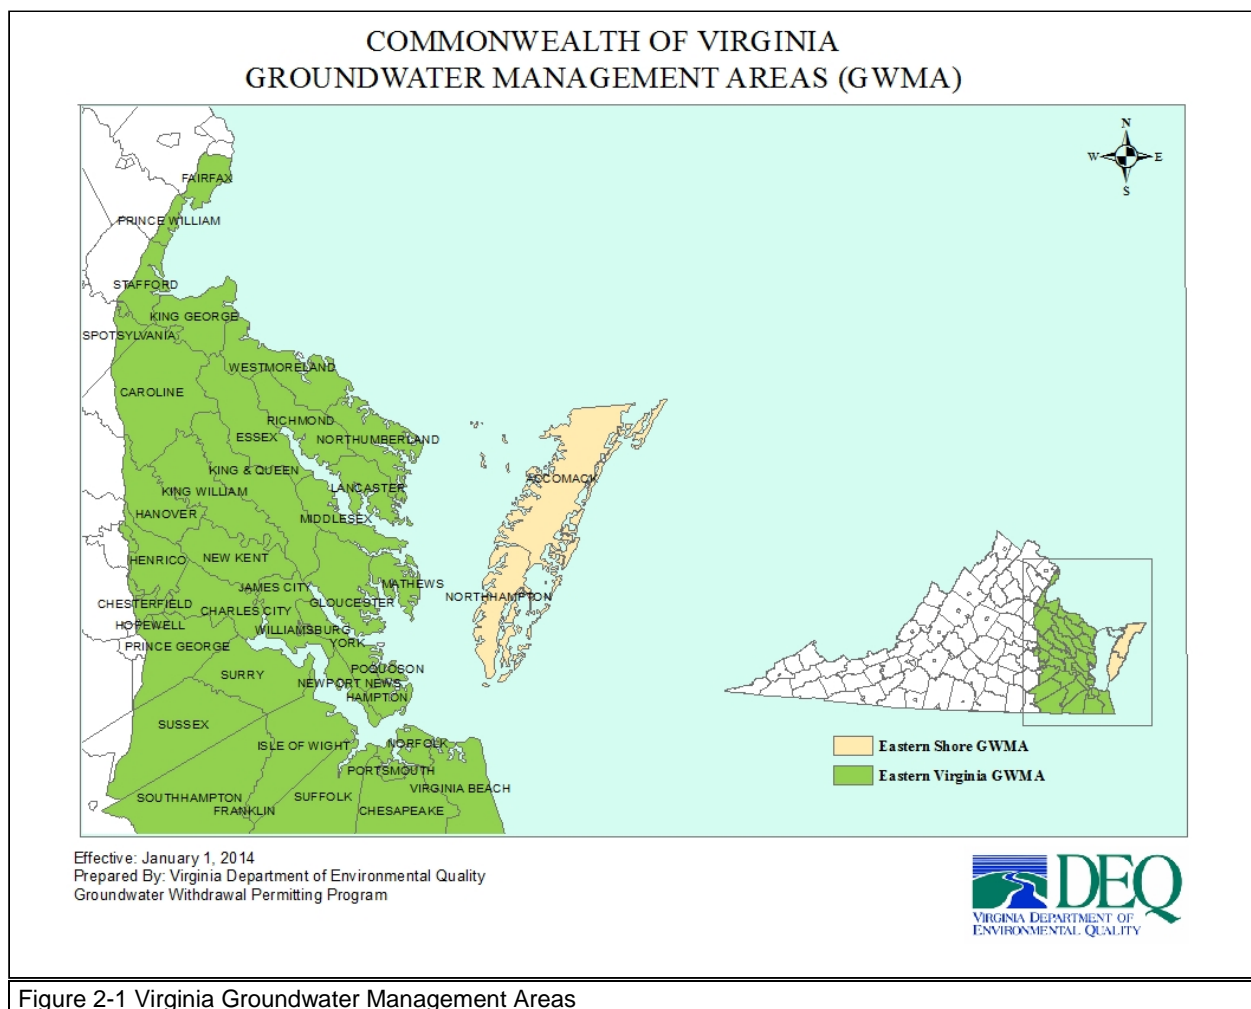 COMMONWEALTH OF VIRGINIA
GROUNDWATER MANAGEMENT AREAS (GWMA)
N
W E
S
FAIRFAX
PRINCE WILLIAM
STAFFORD
KING GEORGE
SPOTSYLVANIA
WESTMORELAND
CAROLINE
RICHMOND
ESSEX
NORTHUMBERLAND
KING & QUEEN
ACCOMACK
LANCASTER
KING WILLIAM
HANOVER
MIDDLESEX
HENRICO
NEW KENT
MATHEWS
JAMES CITY
NORTHHAMPTON
CHESTERFIELD
GLOUCESTER
CHARLES CITY
HOPEWELL
WILLIAMSBURG
PRINCE GEORGE
YORK
POQUOSON
SURRY
NEWPORT NEWS
HAMPTON
SUSSEX
ISLE OF WIGHT
NORFOLK
PORTSMOUTH
VIRGINIA BEACH
SOUTHHAMPTON
SUFFOLK
FRANKLIN
CHESAPEAKE
Eastern Shore GWMA
Eastern Virginia GWMA
Effective: January 1, 2014
Prepared By: Virginia Department of Environmental Quality
Groundwater Withdrawal Permitting Program
DEQ
VIRGINIA DEPARTMENT OF
ENVIRONMENTAL QUALITY
Figure 2-1 Virginia Groundwater Management Areas